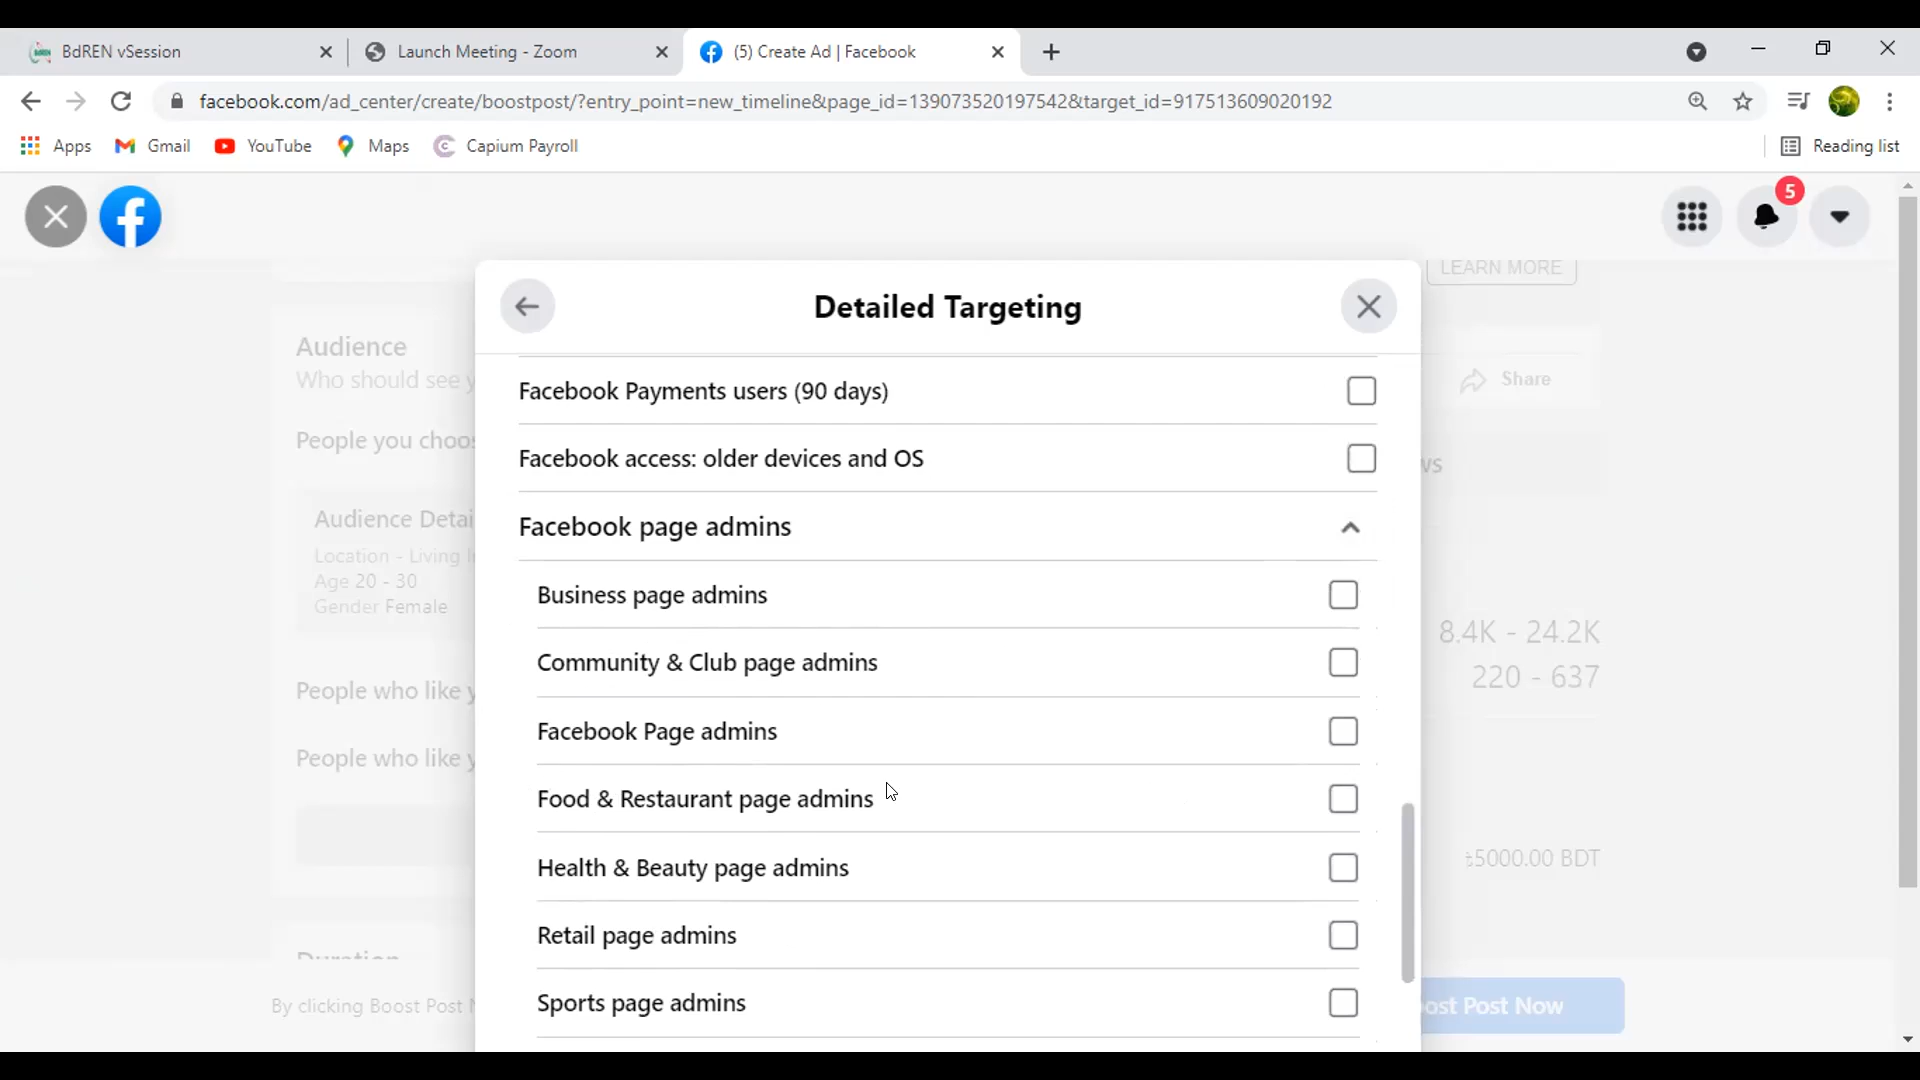 BdREN vSession
Launch Meeting - Zoom
(5) Create Ad | Facebook
facebook.com/ad_center/create/boostpost/?entry_point=new_timeline&page_id=139073520197542&target_id=917513609020192
Apps
Gmail
YouTube
Maps
Capium Payroll
Reading list
5
LEARN MORE
Detailed Targeting
Audience
Who should see y
Share
Facebook Payments users (90 days)
People you choos
Facebook access: older devices and OS
ws
Audience Detai
Location - Living I
Age 20 - 30
Gender Female
Facebook page admins
Business page admins
8.4K - 24.2K
Community & Club page admins
220 - 637
People who like y
Facebook Page admins
People who like y
Food & Restaurant page admins
Health & Beauty page admins
৳5000.00 BDT
Retail page admins
Duration
Sports page admins
By clicking Boost Post N
oost Post Now